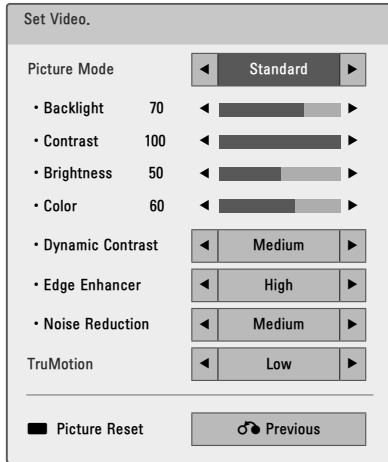 Set Video.
Picture Mode Standard
• Backlight 70
• Contrast 100
• Brightness 50
• Color 60
• Dynamic Contrast Medium
• Edge Enhancer High
• Noise Reduction Medium
TruMotion Low
Picture Reset Previous